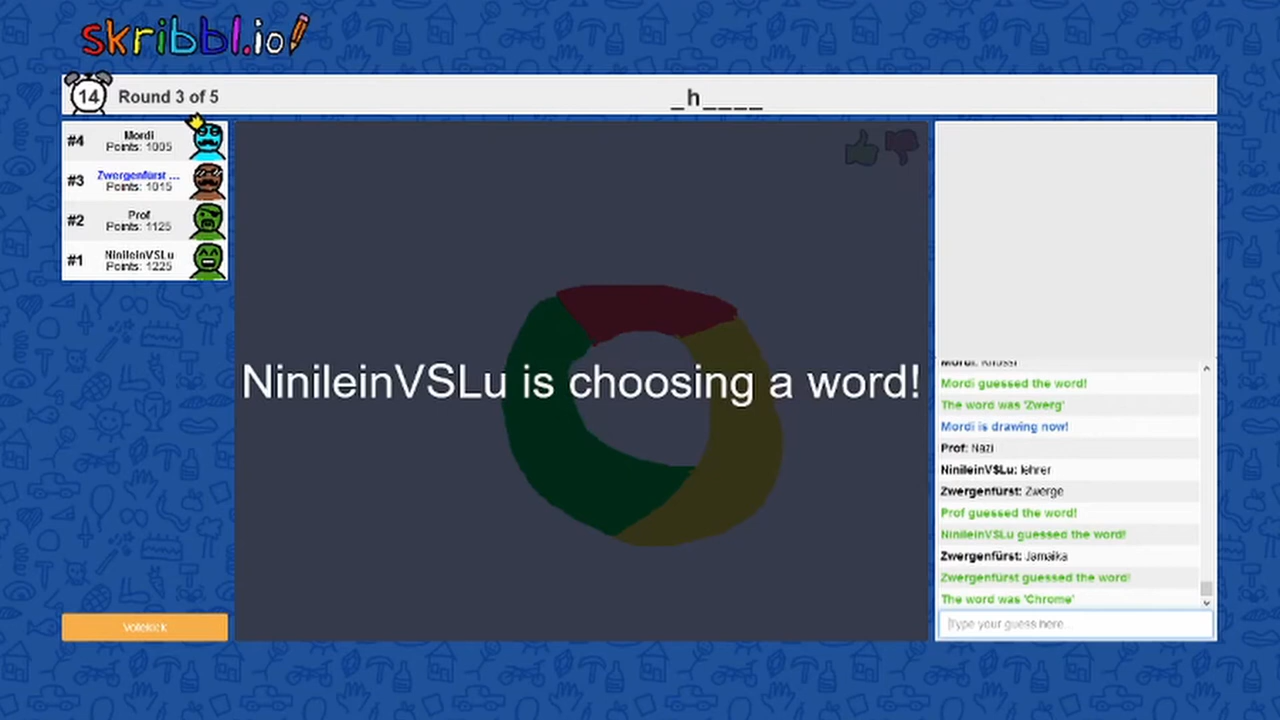 skribbl.io
14
Round 3 of 5
_h____
#4
Mordi
Points: 1005
#3
Zwergenfürst ...
Points: 1015
#2
Prof
Points: 1125
#1
NinileinVSLu
Points: 1225
NinileinVSLu is choosing a word!
Mordi guessed the word!
The word was 'Zwerg'
Mordi is drawing now!
Prof: Nazi
NinileinVSLu: lehrer
Zwergenfürst: Zwerge
Prof guessed the word!
NinileinVSLu guessed the word!
Zwergenfürst: Jamaika
Zwergenfürst guessed the word!
The word was 'Chrome'
Type your guess here...
Votekick